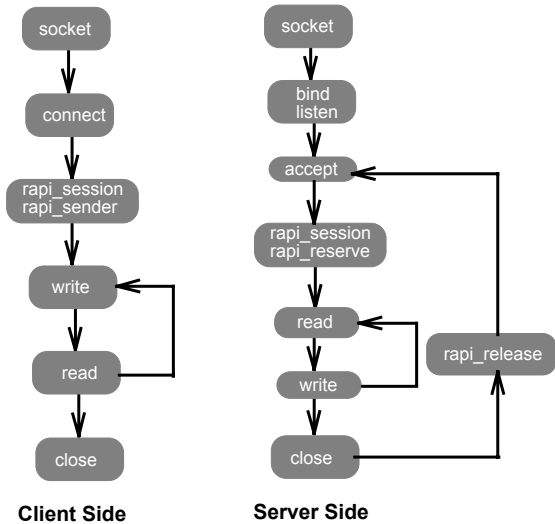 socket
connect
rapi_session
rapi_sender
write
read
close
Client Side
socket
bind
listen
accept
rapi_session
rapi_reserve
read
write
close
rapi_release
Server Side